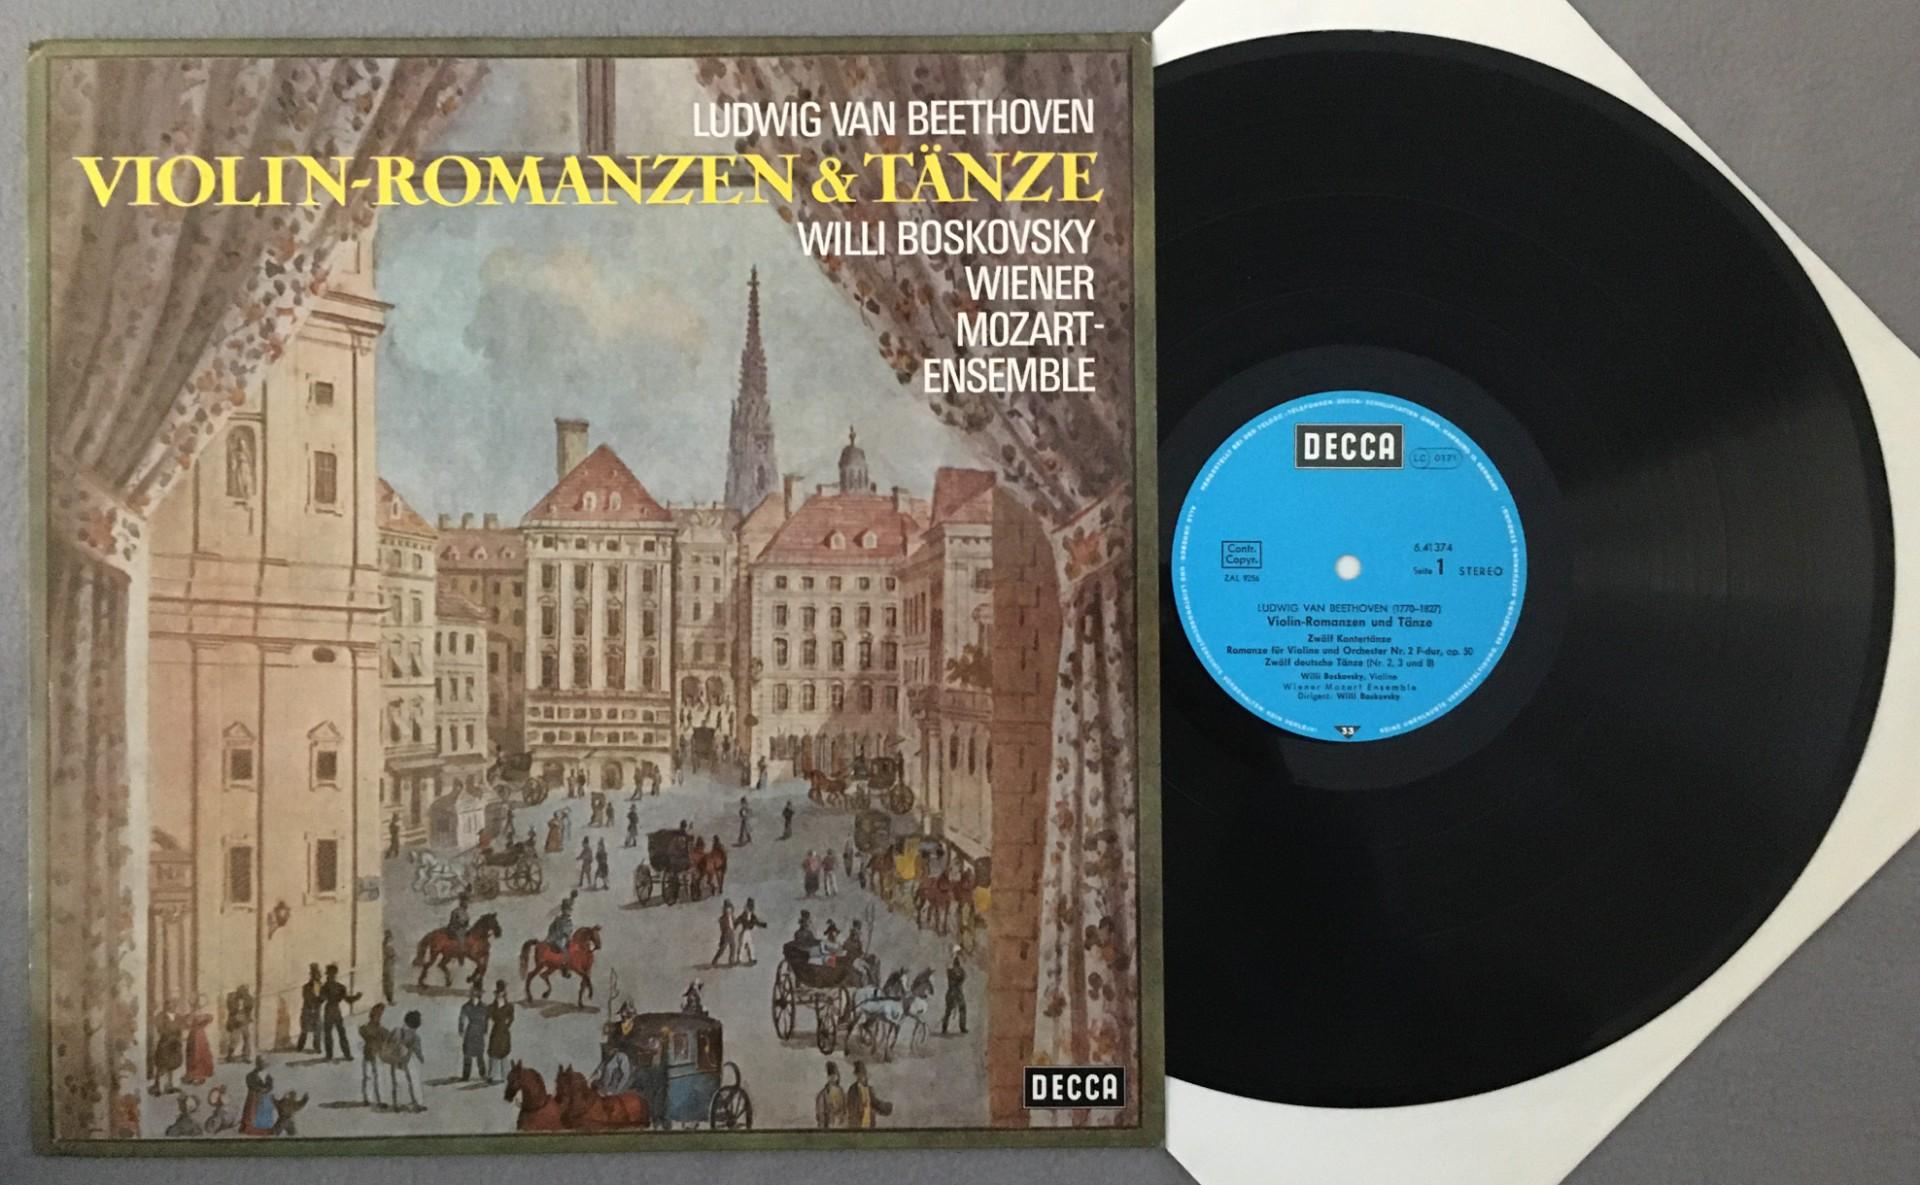 LUDWIG VAN BEETHOVEN
VIOLIN-ROMANZEN & TÄNZE
WILLI BOSKOVSKY
WIENER
MOZART-
ENSEMBLE
DECCA
DECCA
LC 0171
Contr.
Copyr.
ZAL 9256
6.41374
Seite 1 STEREO
LUDWIG VAN BEETHOVEN (1770–1827)
Violin-Romanzen und Tänze
Zwölf Kontertänze
Romanze für Violine und Orchester Nr. 2 F-dur, op. 50
Zwölf deutsche Tänze (Nr. 2, 3 und 8)
Willi Boskovsky, Violine
Wiener Mozart Ensemble
Dirigent: Willi Boskovsky
33